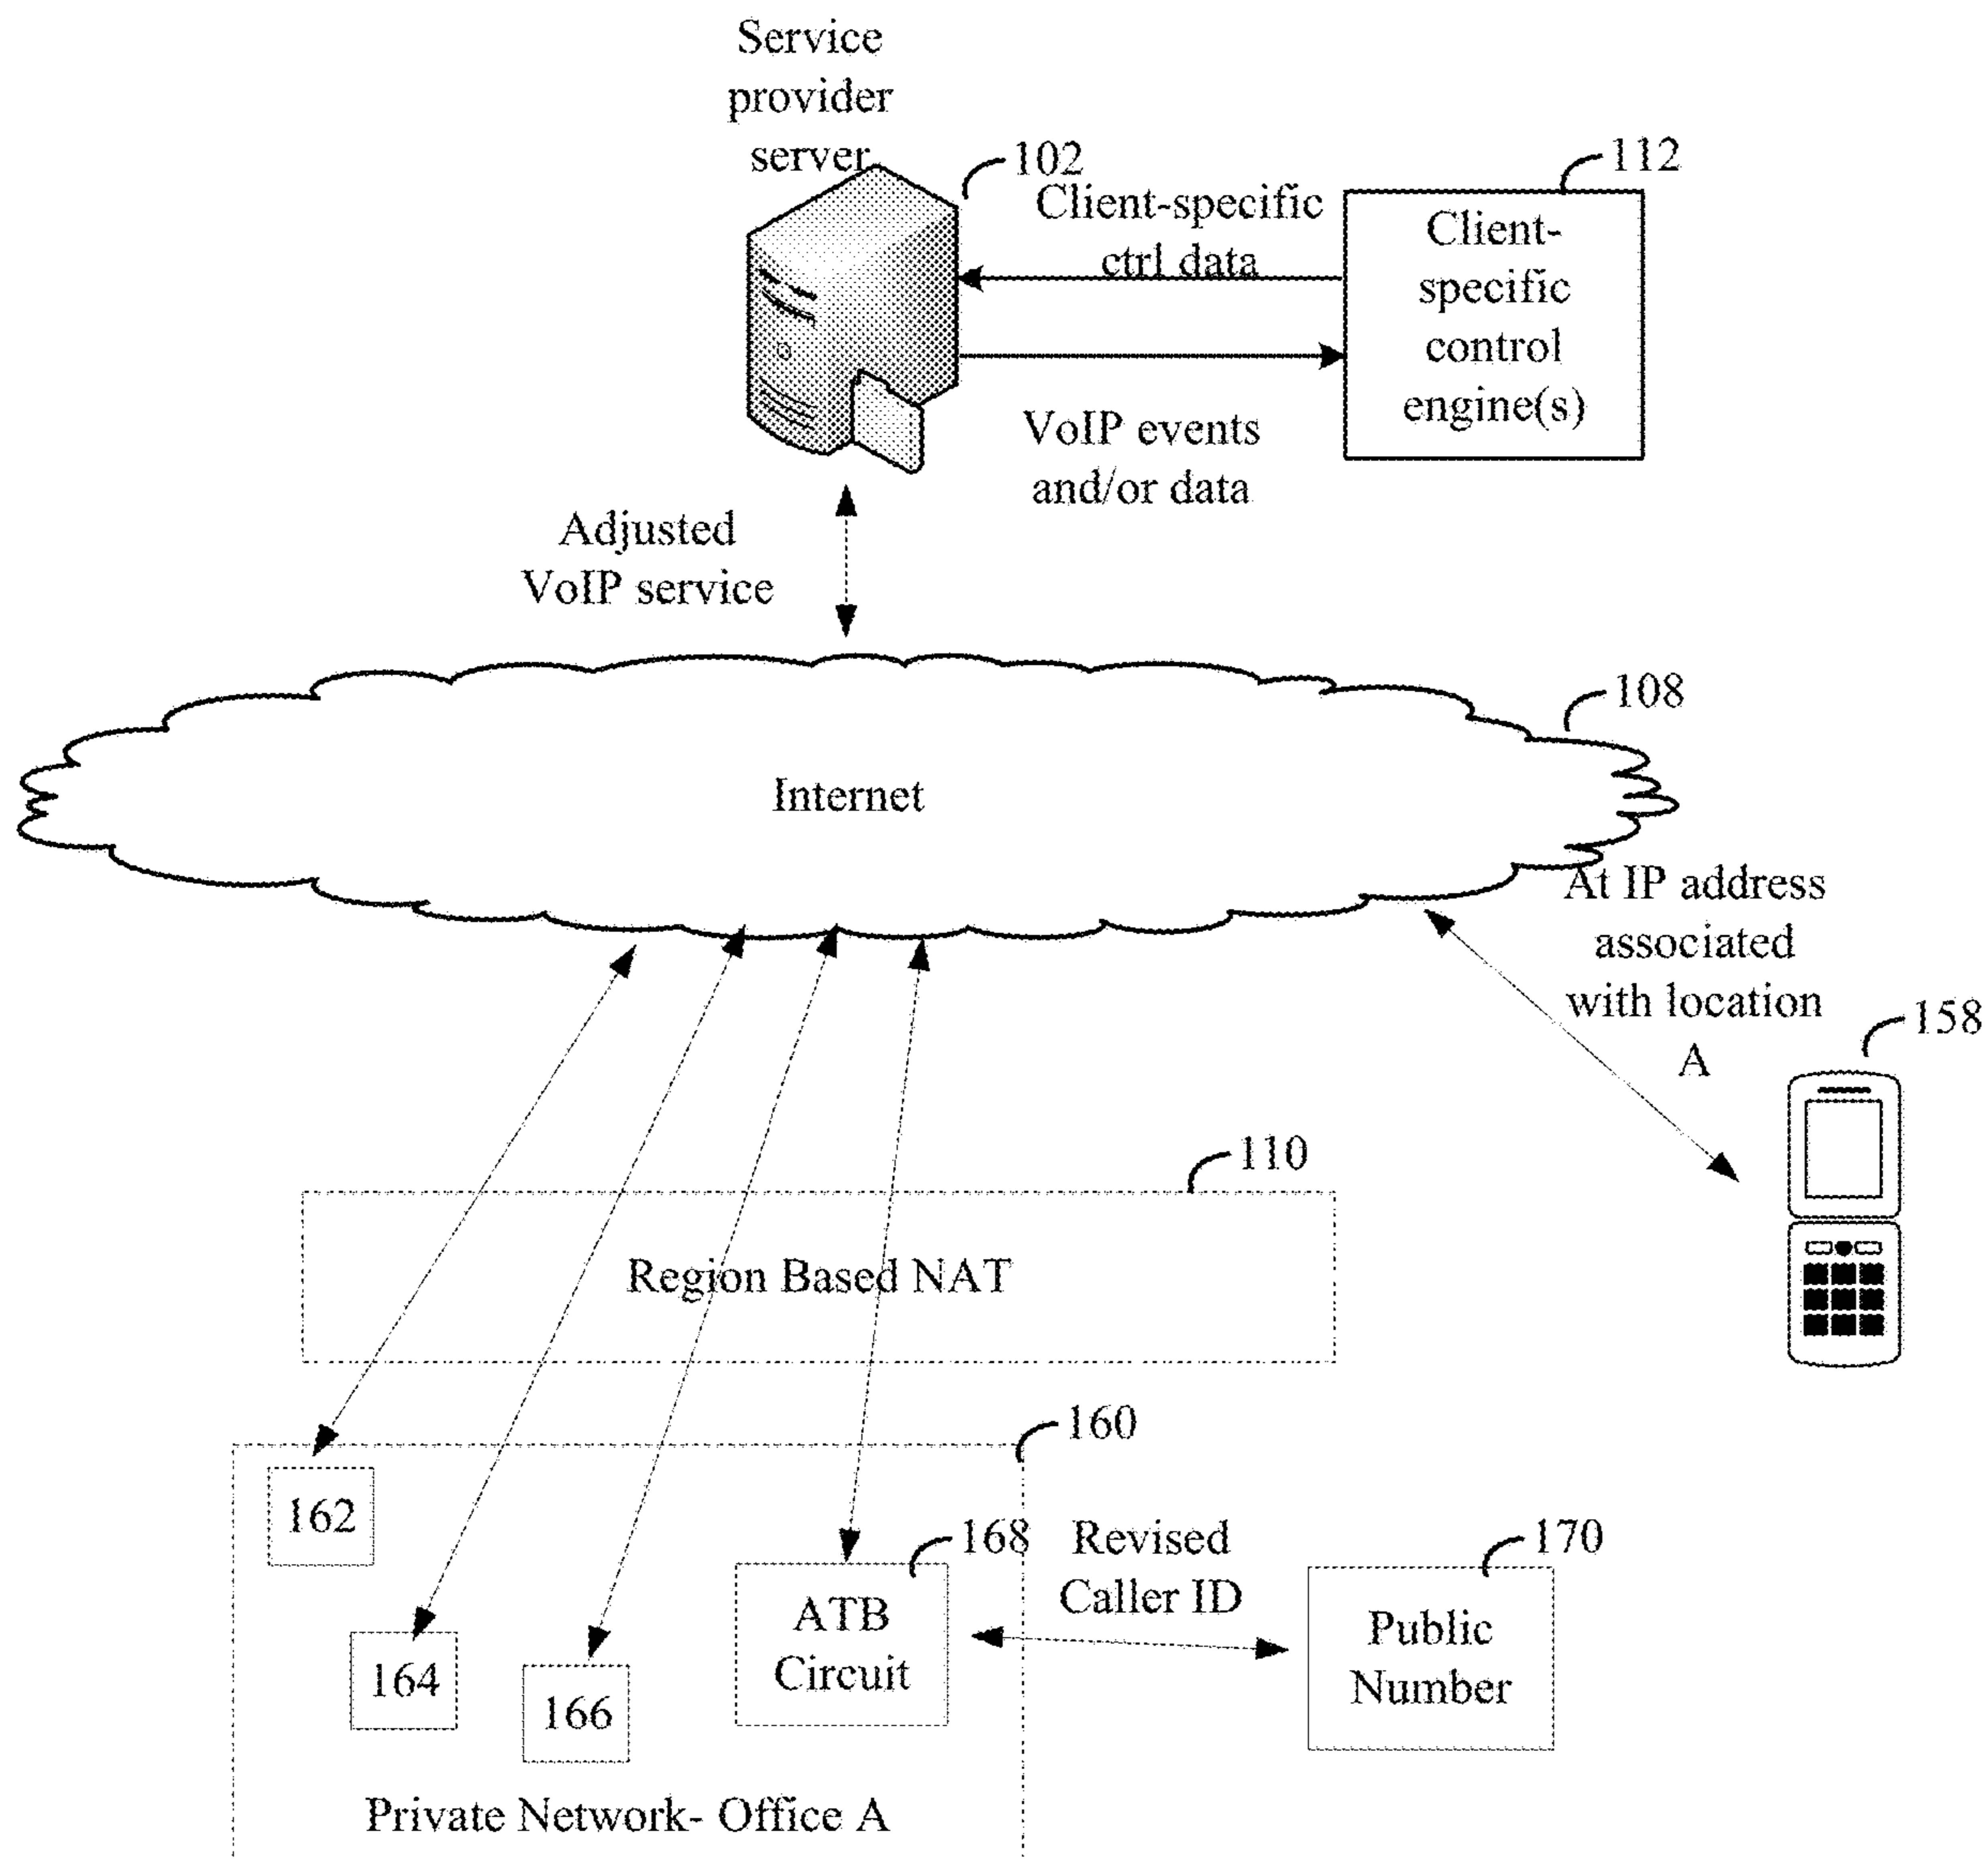 Service
provider
server
102
112
Client-specific
ctrl data
Client-
specific
control
engine(s)
VoIP events
and/or data
Adjusted
VoIP service
108
Internet
At IP address
associated
with location
A
158
110
Region Based NAT
160
162
164
166
168
ATB
Circuit
Revised
Caller ID
170
Public
Number
Private Network- Office A